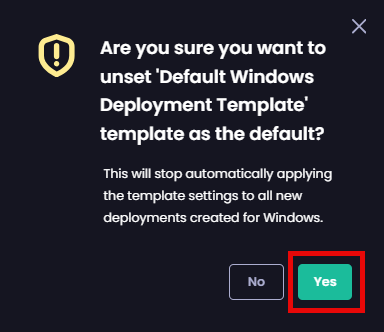 Are you sure you want to
unset 'Default Windows
Deployment Template'
template as the default?
This will stop automatically applying
the template settings to all new
deployments created for Windows.
No
Yes